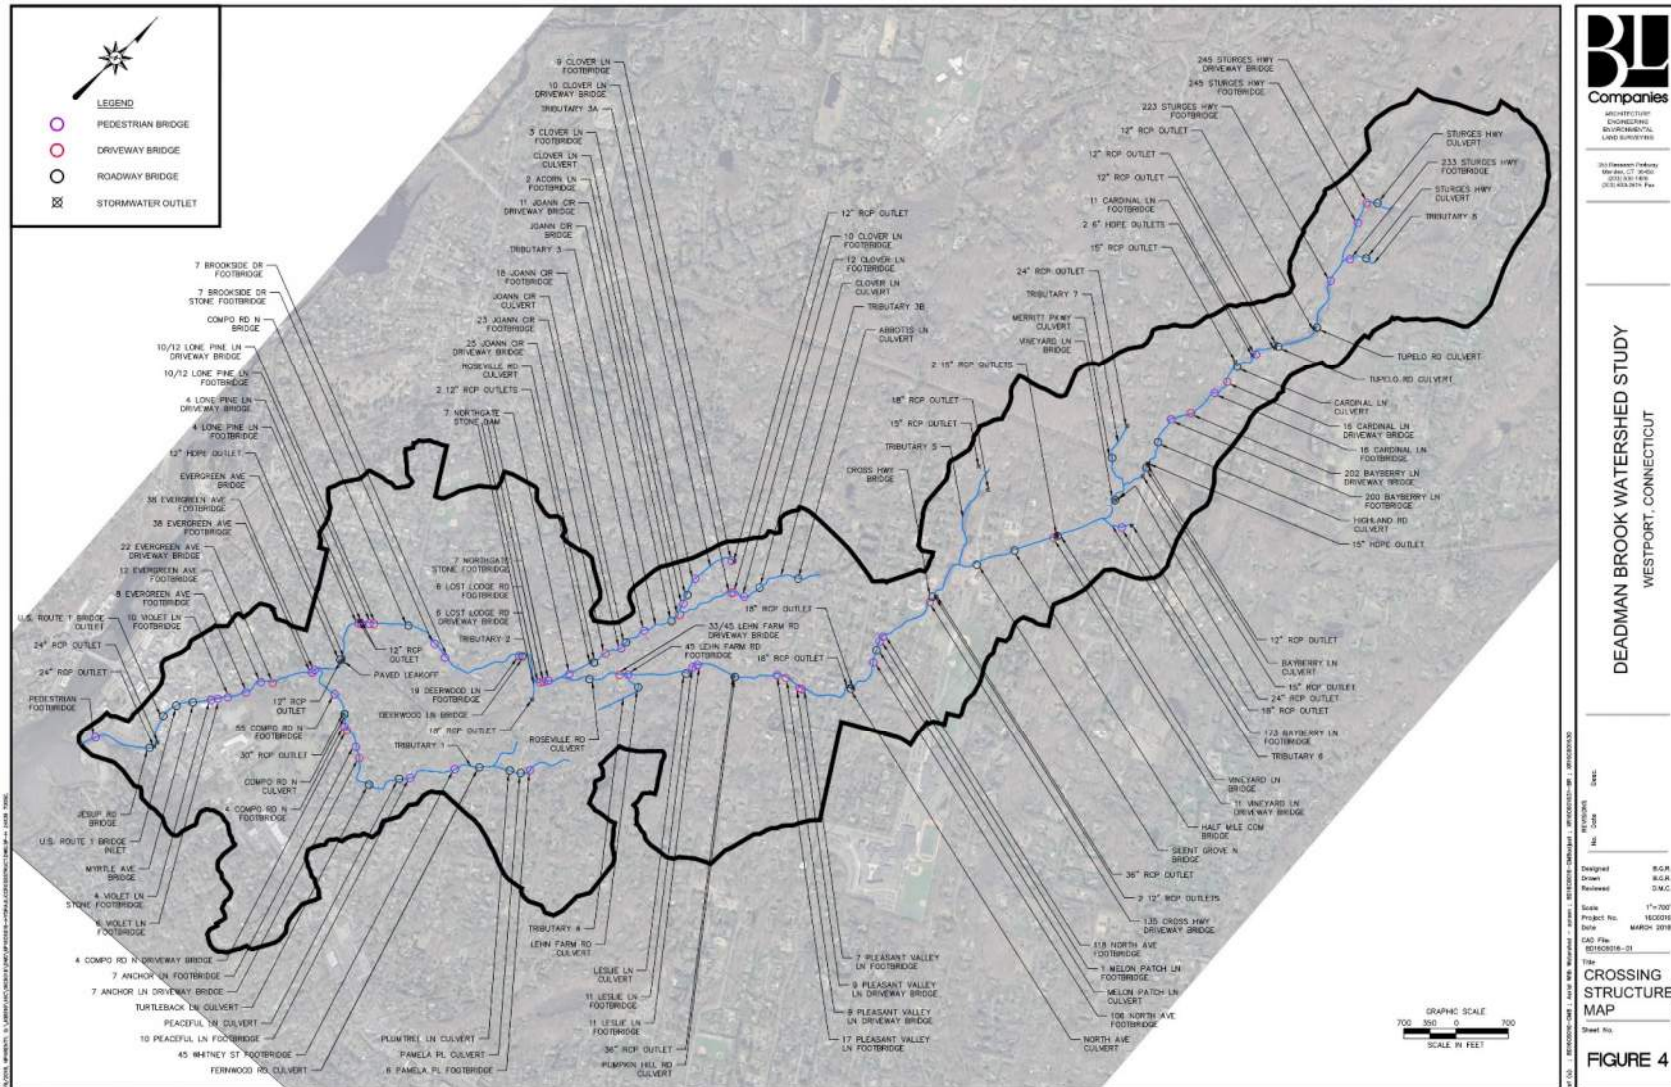 LEGEND
PEDESTRIAN BRIDGE
DRIVEWAY BRIDGE
ROADWAY BRIDGE
STORMWATER OUTLET
9 CLOVER LN
FOOTBRIDGE
10 CLOVER LN
DRIVEWAY BRIDGE
TRIBUTARY 3A
3 CLOVER LN
FOOTBRIDGE
CLOVER LN
CULVERT
2 ACORN LN
FOOTBRIDGE
11 JOANN CIR
DRIVEWAY BRIDGE
JOANN CIR
BRIDGE
TRIBUTARY 3
18 JOANN CIR
FOOTBRIDGE
JOANN CIR
CULVERT
23 JOANN CIR
FOOTBRIDGE
25 JOANN CIR
DRIVEWAY BRIDGE
ROSEVILLE RD
CULVERT
2 12" RCP OUTLETS
7 NORTHGATE
STONE DAM
7 BROOKSIDE DR
FOOTBRIDGE
7 BROOKSIDE DR
STONE FOOTBRIDGE
COMPO RD N
BRIDGE
10/12 LONE PINE LN
DRIVEWAY BRIDGE
10/12 LONE PINE LN
FOOTBRIDGE
4 LONE PINE LN
DRIVEWAY BRIDGE
4 LONE PINE LN
FOOTBRIDGE
12" HDPE OUTLET
EVERGREEN AVE
BRIDGE
38 EVERGREEN AVE
FOOTBRIDGE
38 EVERGREEN AVE
FOOTBRIDGE
22 EVERGREEN AVE
DRIVEWAY BRIDGE
12 EVERGREEN AVE
FOOTBRIDGE
8 EVERGREEN AVE
FOOTBRIDGE
10 VIOLET LN
FOOTBRIDGE
U.S. ROUTE 1 BRIDGE
OUTLET
24" RCP OUTLET
24" RCP OUTLET
PEDESTRIAN
FOOTBRIDGE
7 NORTHGATE
STONE FOOTBRIDGE
6 LOST LODGE RD
FOOTBRIDGE
6 LOST LODGE RD
DRIVEWAY BRIDGE
TRIBUTARY 2
12" RCP
OUTLET
PAVED LEAKOFF
12" RCP
OUTLET
19 DEERWOOD LN
FOOTBRIDGE
DEERWOOD LN BRIDGE
18" RCP OUTLET
55 COMPO RD N
FOOTBRIDGE
30" RCP OUTLET
COMPO RD N
CULVERT
4 COMPO RD N
FOOTBRIDGE
TRIBUTARY 1
ROSEVILLE RD
CULVERT
33/45 LEHN FARM RD
DRIVEWAY BRIDGE
45 LEHN FARM RD
FOOTBRIDGE
18" RCP OUTLET
18" RCP OUTLET
JESUP RD
BRIDGE
U.S. ROUTE 1 BRIDGE
INLET
MYRTLE AVE
BRIDGE
4 VIOLET LN
STONE FOOTBRIDGE
6 VIOLET LN
FOOTBRIDGE
4 COMPO RD N DRIVEWAY BRIDGE
7 ANCHOR LN FOOTBRIDGE
7 ANCHOR LN DRIVEWAY BRIDGE
TURTLEBACK LN CULVERT
PEACEFUL LN CULVERT
10 PEACEFUL LN FOOTBRIDGE
45 WHITNEY ST FOOTBRIDGE
FERNWOOD RD CULVERT
PLUMTREE LN CULVERT
PAMELA PL CULVERT
6 PAMELA PL FOOTBRIDGE
TRIBUTARY 4
LEHN FARM RD
CULVERT
LESLIE LN
CULVERT
11 LESLIE LN
FOOTBRIDGE
11 LESLIE LN
FOOTBRIDGE
36" RCP OUTLET
PUMPKIN HILL RD
CULVERT
7 PLEASANT VALLEY
LN FOOTBRIDGE
9 PLEASANT VALLEY
LN DRIVEWAY BRIDGE
9 PLEASANT VALLEY
LN DRIVEWAY BRIDGE
17 PLEASANT VALLEY
LN FOOTBRIDGE
12" RCP OUTLET
10 CLOVER LN
FOOTBRIDGE
12 CLOVER LN
FOOTBRIDGE
CLOVER LN
CULVERT
TRIBUTARY 3B
ABBOTTS LN
CULVERT
18" RCP OUTLET
15" RCP OUTLET
TRIBUTARY 5
CROSS HWY
BRIDGE
2 15" RCP OUTLETS
VINEYARD LN
BRIDGE
MERRITT PKWY
CULVERT
TRIBUTARY 7
24" RCP OUTLET
245 STURGES HWY
DRIVEWAY BRIDGE
245 STURGES HWY
FOOTBRIDGE
223 STURGES HWY
FOOTBRIDGE
12" RCP OUTLET
12" RCP OUTLET
12" RCP OUTLET
11 CARDINAL LN
FOOTBRIDGE
2 6" HDPE OUTLETS
15" RCP OUTLET
STURGES HWY
CULVERT
233 STURGES HWY
FOOTBRIDGE
STURGES HWY
CULVERT
TRIBUTARY 8
TUPELO RD CULVERT
TUPELO RD CULVERT
CARDINAL LN
CULVERT
16 CARDINAL LN
DRIVEWAY BRIDGE
16 CARDINAL LN
FOOTBRIDGE
202 BAYBERRY LN
DRIVEWAY BRIDGE
200 BAYBERRY LN
FOOTBRIDGE
HIGHLAND RD
CULVERT
15" HDPE OUTLET
12" RCP OUTLET
BAYBERRY LN
CULVERT
15" RCP OUTLET
24" RCP OUTLET
18" RCP OUTLET
173 BAYBERRY LN
FOOTBRIDGE
TRIBUTARY 6
VINEYARD LN
BRIDGE
11 VINEYARD LN
DRIVEWAY BRIDGE
HALF MILE COM
BRIDGE
SILENT GROVE N
BRIDGE
36" RCP OUTLET
2 12" RCP OUTLETS
135 CROSS HWY
DRIVEWAY BRIDGE
118 NORTH AVE
FOOTBRIDGE
1 MELON PATCH LN
FOOTBRIDGE
MELON PATCH LN
CULVERT
106 NORTH AVE
FOOTBRIDGE
NORTH AVE
CULVERT
GRAPHIC SCALE
700 350 0 700
SCALE IN FEET
BL
Companies
ARCHITECTURE
ENGINEERING
ENVIRONMENTAL
LAND SURVEYING
DEADMAN BROOK WATERSHED STUDY
WESTPORT, CONNECTICUT
REVISIONS
No. Date Desc.
Designed B.G.R.
Drawn B.G.R.
Reviewed D.M.C.
Scale 1"=700'
Project No.
Date MARCH 2018
CAD File:
Title
CROSSING
STRUCTURE
MAP
Sheet No.
FIGURE 4